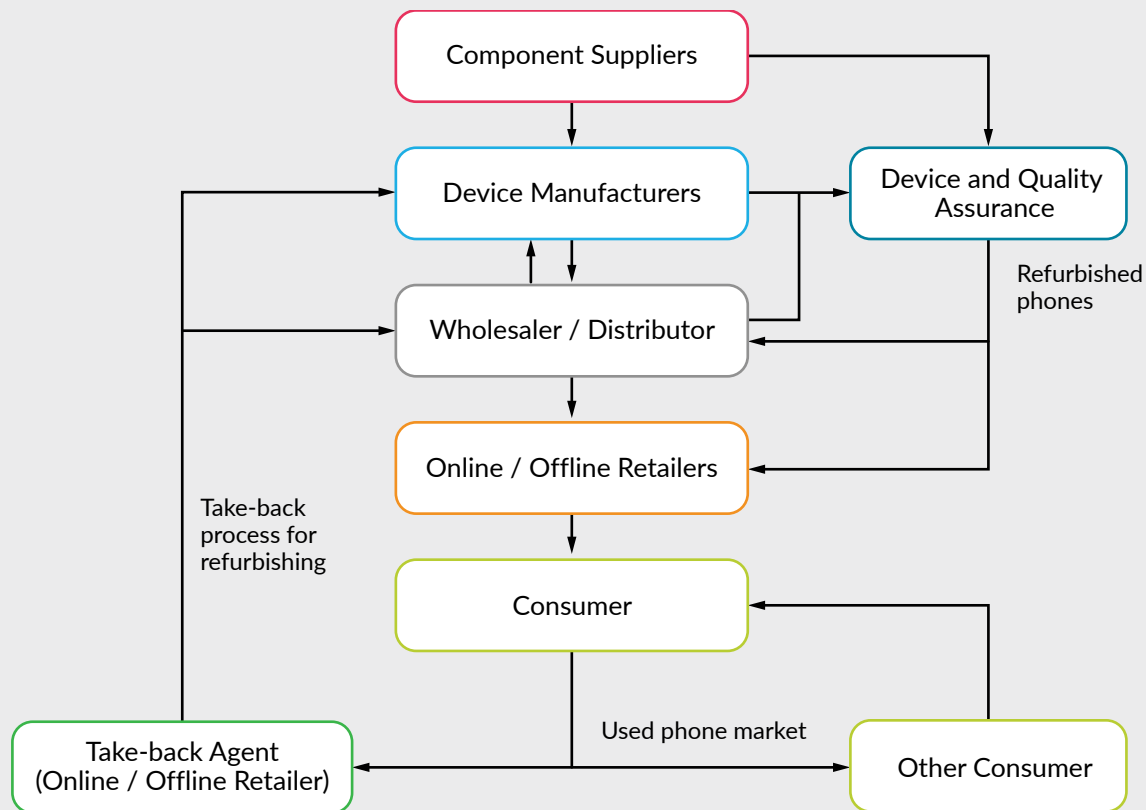 Component Suppliers
Device Manufacturers
Device and Quality
Assurance
Refurbished
phones
Wholesaler / Distributor
Online / Offline Retailers
Take-back
process for
refurbishing
Consumer
Used phone market
Take-back Agent
(Online / Offline Retailer)
Other Consumer